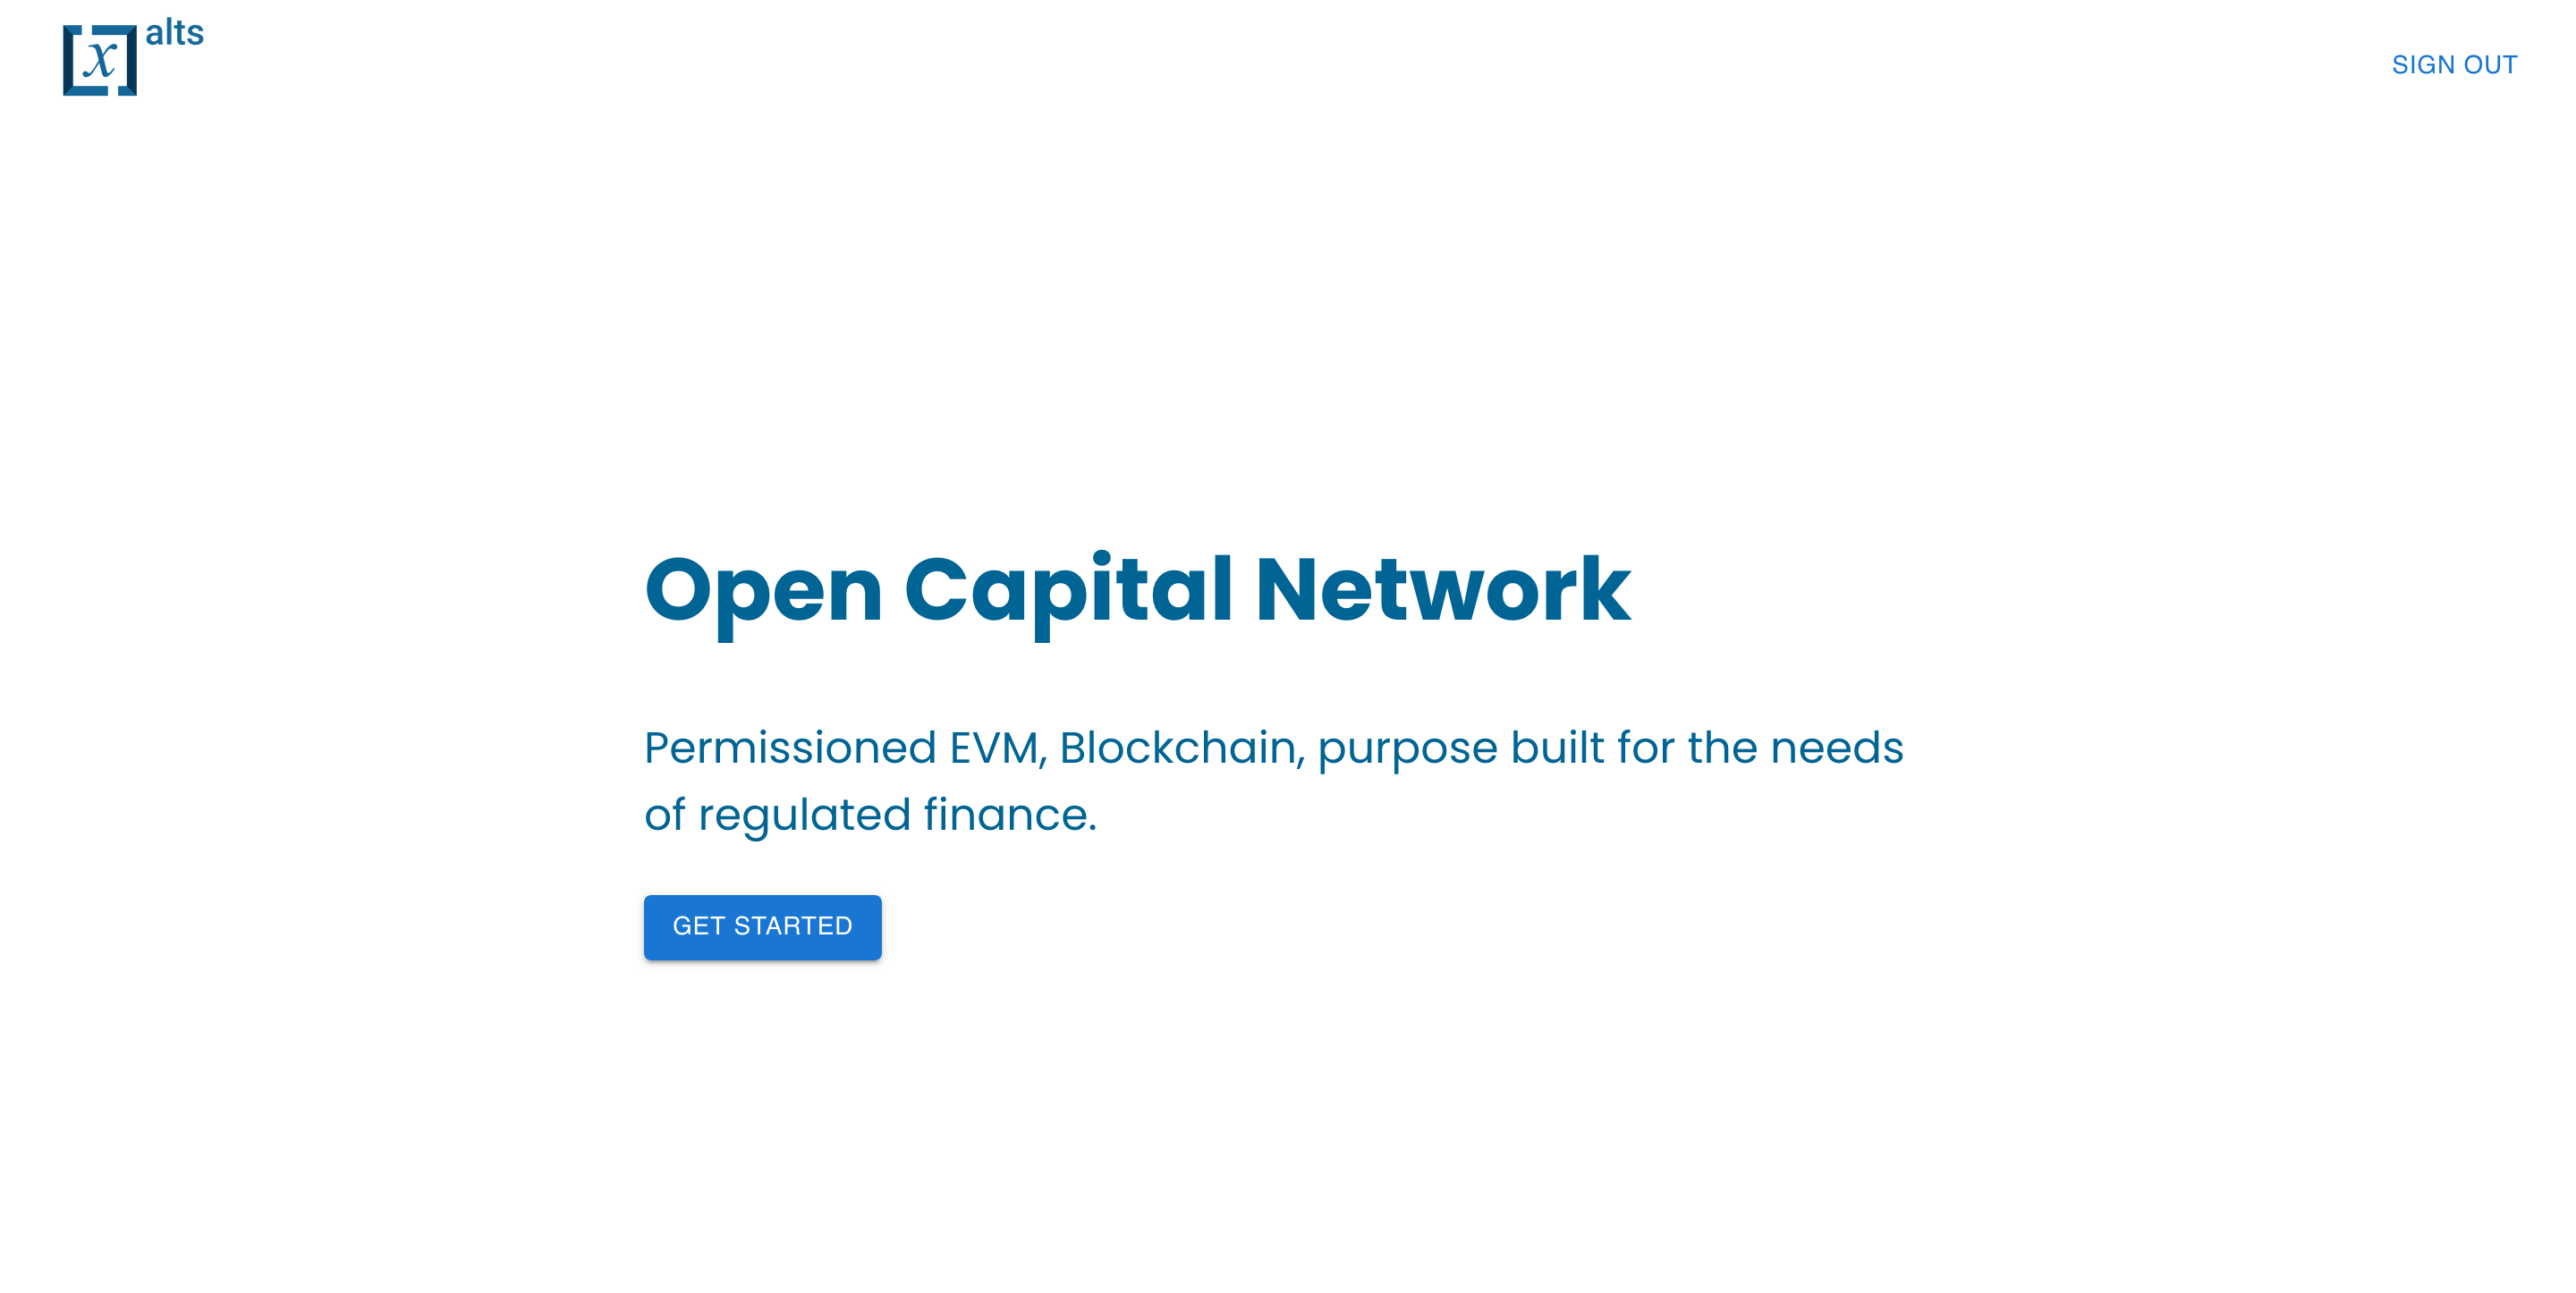 x alts
SIGN OUT
Open Capital Network
Permissioned EVM, Blockchain, purpose built for the needs
of regulated finance.
GET STARTED